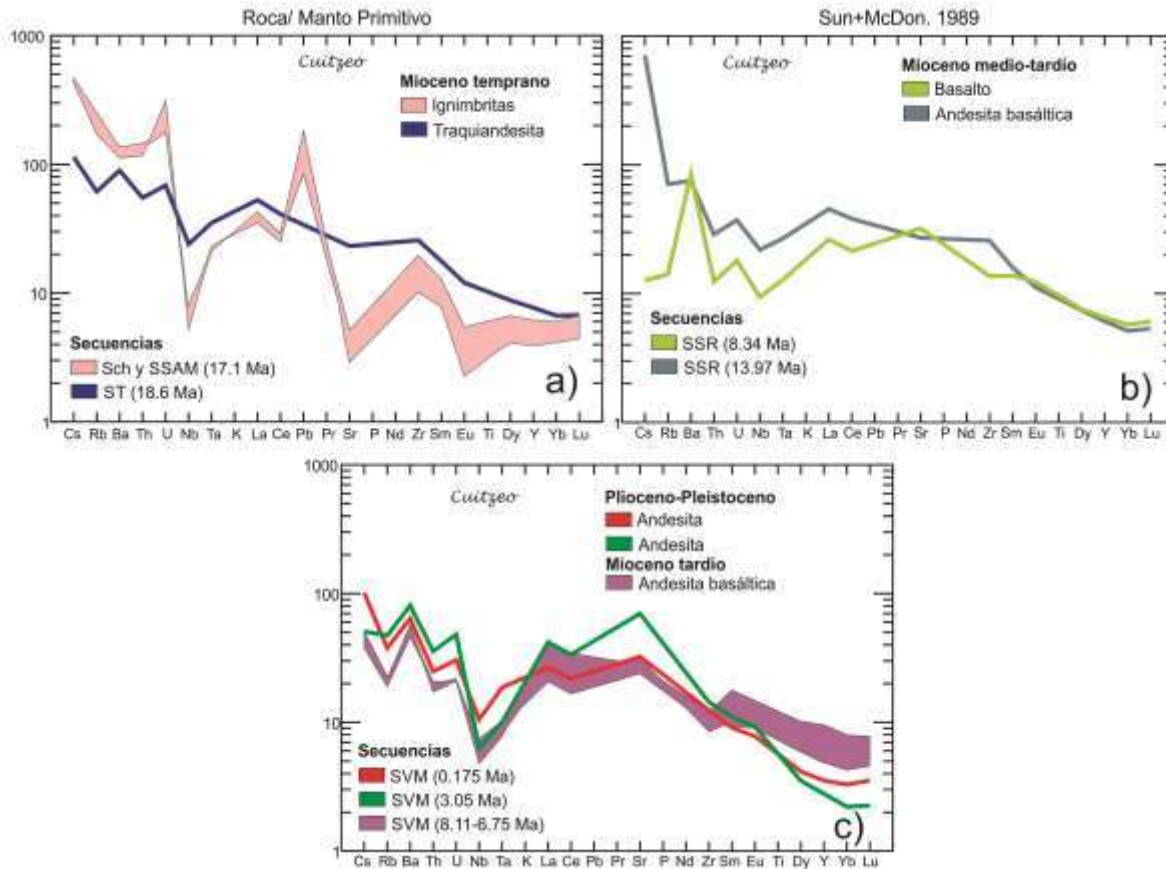 Roca/ Manto Primitivo
Sun+McDon. 1989
1000
100
10
1
Cuitzeo
Mioceno temprano
Ignimbritas
Traquiandesita
Secuencias
Sch y SSAM (17.1 Ma)
ST (18.6 Ma)
a)
Cs Rb Ba Th U Nb Ta K La Ce Pb Pr Sr P Nd Zr Sm Eu Ti Dy Y Yb Lu
Cuitzeo
Mioceno medio-tardio
Basalto
Andesita basáltica
Secuencias
SSR (8.34 Ma)
SSR (13.97 Ma)
b)
1
Cs Rb Ba Th U Nb Ta K La Ce Pb Pr Sr P Nd Zr Sm Eu Ti Dy Y Yb Lu
1000
100
10
1
Cuitzeo
Plioceno-Pleistoceno
Andesita
Andesita
Mioceno tardio
Andesita basáltica
Secuencias
SVM (0.175 Ma)
SVM (3.05 Ma)
SVM (8.11-6.75 Ma)
c)
Cs Rb Ba Th U Nb Ta K La Ce Pb Pr Sr P Nd Zr Sm Eu Ti Dy Y Yb Lu